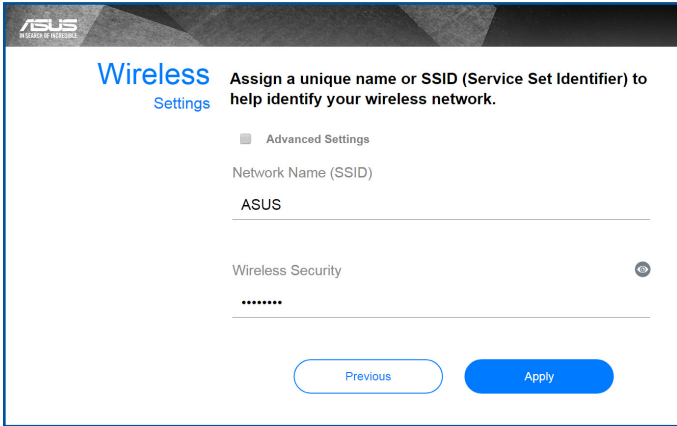 ASUS
IN SEARCH OF INCREDIBLE
Wireless
Settings
Assign a unique name or SSID (Service Set Identifier) to
help identify your wireless network.
Advanced Settings
Network Name (SSID)
ASUS
Wireless Security
••••••••
Previous
Apply